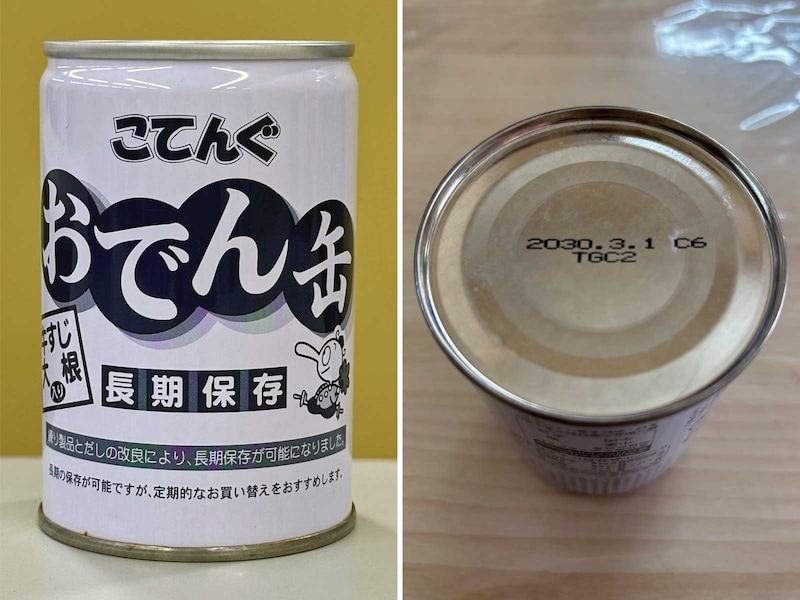 こてんぐ
おでん缶
牛すじ
大根
入り
長期保存
練り製品とだしの改良により、長期保存が可能になりました。
長期の保存が可能ですが、定期的なお買い替えをおすすめします。
2030.3.1 C6
TGC2